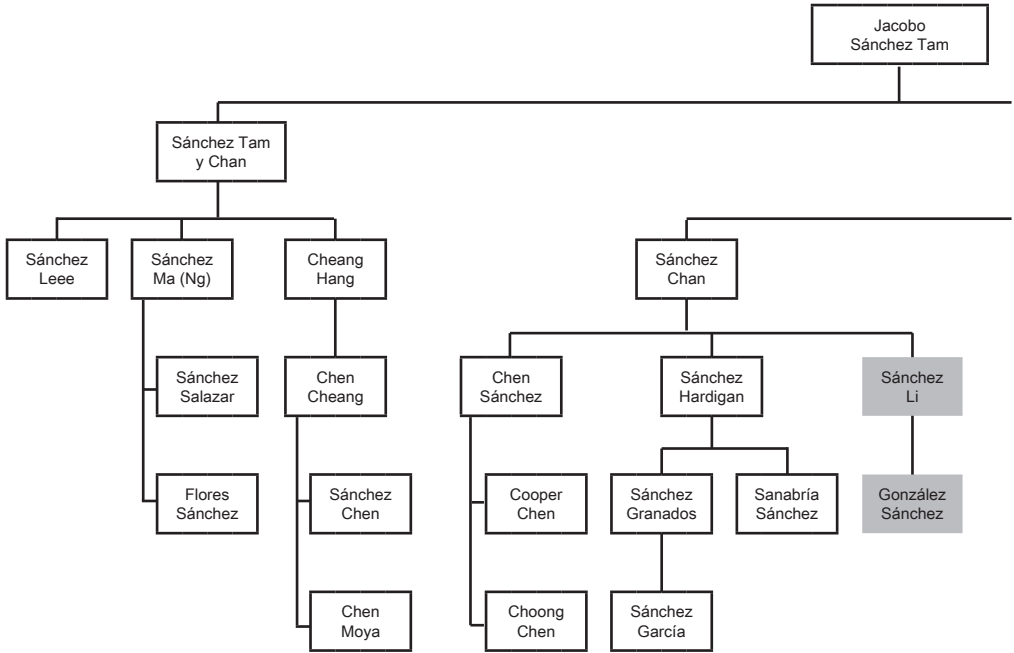 Jacobo
Sánchez Tam
Sánchez Tam
y Chan
Sánchez
Leee
Sánchez
Ma (Ng)
Cheang
Hang
Sánchez
Chan
Sánchez
Salazar
Chen
Cheang
Chen
Sánchez
Sánchez
Hardigan
Sánchez
Li
Flores
Sánchez
Sánchez
Chen
Cooper
Chen
Sánchez
Granados
Sanabría
Sánchez
González
Sánchez
Chen
Moya
Choong
Chen
Sánchez
García